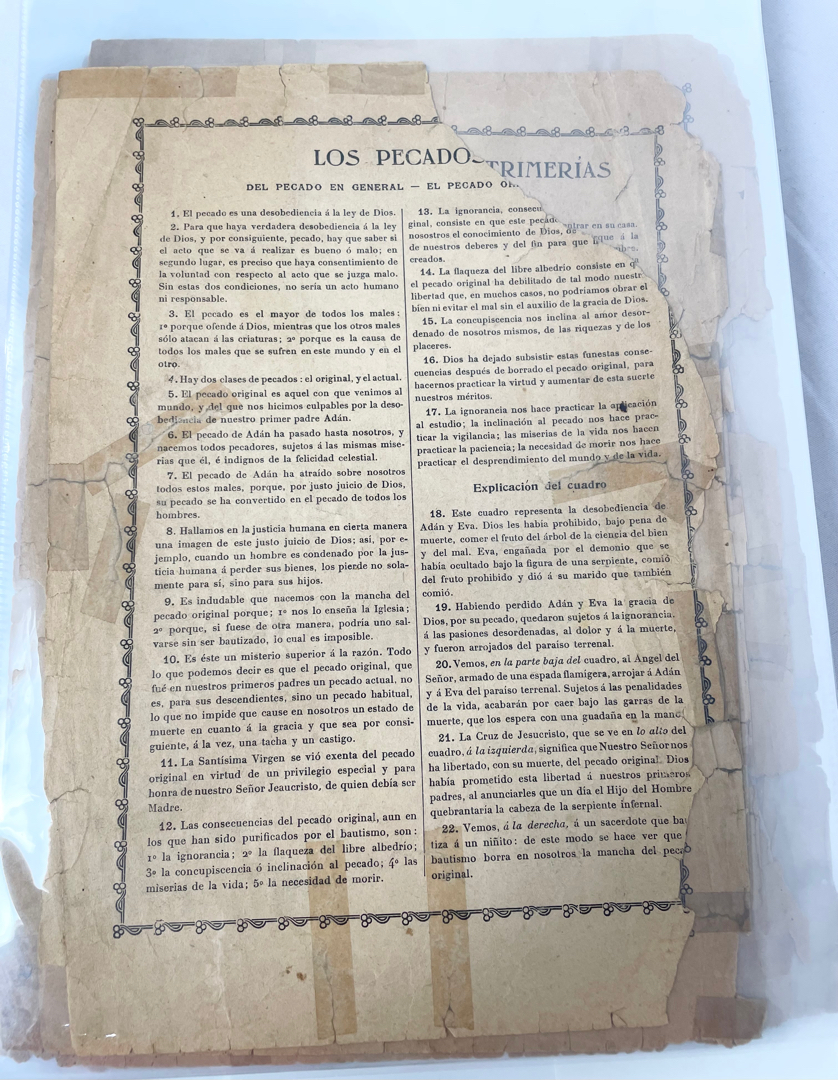 LOS PECADOS
TRIMERÍAS
DEL PECADO EN GENERAL — EL PECADO
1. El pecado es una desobediencia á la ley de Dios.
2. Para que haya verdadera desobediencia á la ley
de Dios, y por consiguiente, pecado, hay que saber si
el acto que se va á realizar es bueno ó malo; en
segundo lugar, es preciso que haya consentimiento de
la voluntad con respecto al acto que se juzga malo.
Sin estas dos condiciones, no sería un acto humano
ni responsable.
3. El pecado es el mayor de todos los males:
1º porque ofende á Dios, mientras que los otros males
sólo atacan á las criaturas; 2º porque es la causa de
todos los males que se sufren en este mundo y en el
otro.
4. Hay dos clases de pecados: el original, y el actual.
5. El pecado original es aquel con que venimos al
mundo, y del que nos hicimos culpables por la deso-
bediencia de nuestro primer padre Adán.
6. El pecado de Adán ha pasado hasta nosotros, y
nacemos todos pecadores, sujetos á las mismas mise-
rias que él, é indignos de la felicidad celestial.
7. El pecado de Adán ha atraído sobre nosotros
todos estos males, porque, por justo juicio de Dios,
su pecado se ha convertido en el pecado de todos los
hombres.
8. Hallamos en la justicia humana en cierta manera
una imagen de este justo juicio de Dios; así, por e-
jemplo, cuando un hombre es condenado por la jus-
ticia humana á perder sus bienes, los pierde no sola-
mente para sí, sino para sus hijos.
9. Es indudable que nacemos con la mancha del
pecado original porque; 1º nos lo enseña la Iglesia;
2º porque, si fuese de otra manera, podría uno sal-
varse sin ser bautizado, lo cual es imposible.
10. Es éste un misterio superior á la razón. Todo
lo que podemos decir es que el pecado original, que
fué en nuestros primeros padres un pecado actual, no
es, para sus descendientes, sino un pecado habitual,
lo que no impide que cause en nosotros un estado de
muerte en cuanto á la gracia y que sea por consi-
guiente, á la vez, una tacha y un castigo.
11. La Santísima Virgen se vió exenta del pecado
original en virtud de un privilegio especial y para
honra de nuestro Señor Jeaucristo, de quien debía ser
Madre.
12. Las consecuencias del pecado original, aun en
los que han sido purificados por el bautismo, son:
1º la ignorancia; 2º la flaqueza del libre albedrio;
3º la concupiscencia ó inclinación al pecado; 4º las
miserias de la vida; 5º la necesidad de morir.
13. La ignorancia,
ginal, consiste en que este
entrar en su casa.
nosostros el conocimiento de Dios,
de nuestros deberes y del fin para que
creados.
14. La flaqueza del libre albedrio consiste en
el pecado original ha debilitado de tal modo
libertad que, en muchos casos, no podríamos obrar el
bien ni evitar el mal sin el auxilio de la gracia de Dios.
15. La concupiscencia nos inclina al amor desor-
denado de nosotros mismos, de las riquezas y de los
placeres.
16. Dios ha dejado subsistir estas funestas conse-
cuencias después de borrado el pecado original, para
hacernos practicar la virtud y aumentar de esta suerte
nuestros méritos.
17. La ignorancia nos hace practicar la aplicación
al estudio; la inclinación al pecado nos hace prac-
ticar la vigilancia; las miserias de la vida nos hacen
practicar la paciencia; la necesidad de morir nos hace
practicar el desprendimiento del mundo y de la vida.
Explicación del cuadro
18. Este cuadro representa la desobediencia de
Adán y Eva. Dios les había prohibido, bajo pena de
muerte, comer el fruto del árbol de la ciencia del bien
y del mal. Eva, engañada por el demonio que se
había ocultado bajo la figura de una serpiente, comió
del fruto prohibido y dió á su marido que también
comió.
19. Habiendo perdido Adán y Eva la gracia de
Dios, por su pecado, quedaron sujetos á la ignorancia,
á las pasiones desordenadas, al dolor y á la muerte,
y fueron arrojados del paraíso terrenal.
20. Vemos, en la parte baja del cuadro, al Angel del
Señor, armado de una espada flamígera, arrojar á Adán
y á Eva del paraíso terrenal. Sujetos á las penalidades
de la vida, acabarán por caer bajo las garras de la
muerte, que los espera con una guadaña en la mano
21. La Cruz de Jesucristo, que se ve en lo alto del
cuadro, á la izquierda, significa que Nuestro Señor nos
ha libertado, con su muerte, del pecado original. Dios
había prometido esta libertad á nuestros primeros
padres, al anunciarles que un día el Hijo del Hombre
quebrantaria la cabeza de la serpiente infernal.
22. Vemos, á la derecha, á un sacerdote que bau
tiza á un niñito: de este modo se hace ver que
bautismo borra en nosotros la mancha del pecado
original.